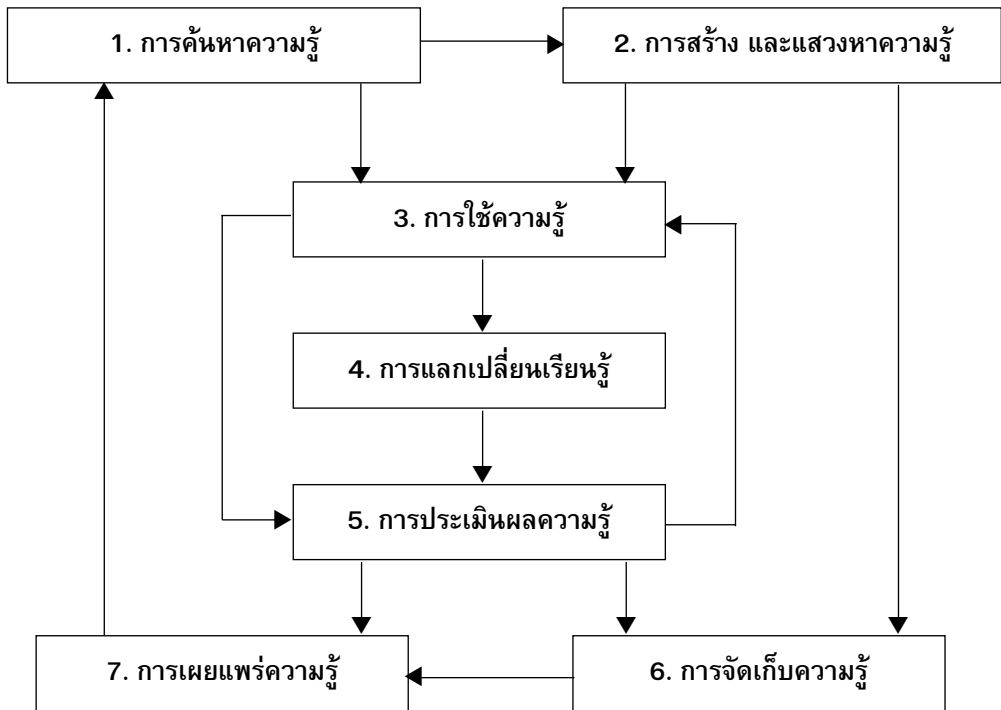 1. การค้นหาความรู้
2. การสร้าง และแสวงหาความรู้
3. การใช้ความรู้
4. การแลกเปลี่ยนเรียนรู้
5. การประเมินผลความรู้
7. การเผยแพร่ความรู้
6. การจัดเก็บความรู้